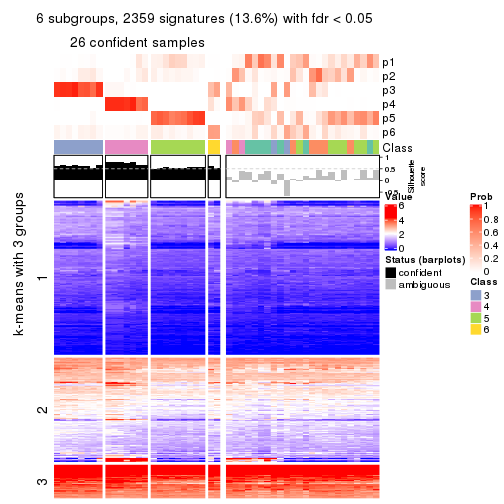 6 subgroups, 2359 signatures (13.6%) with fdr < 0.05
26 confident samples
p1
p2
p3
p4
p5
p6
Class
1
0.5
0
-0.5
Silhouette
score
k-means with 3 groups
1
2
3
Value
6
4
2
0
Status (barplots)
confident
ambiguous
Prob
1
0.8
0.6
0.4
0.2
0
Class
3
4
5
6